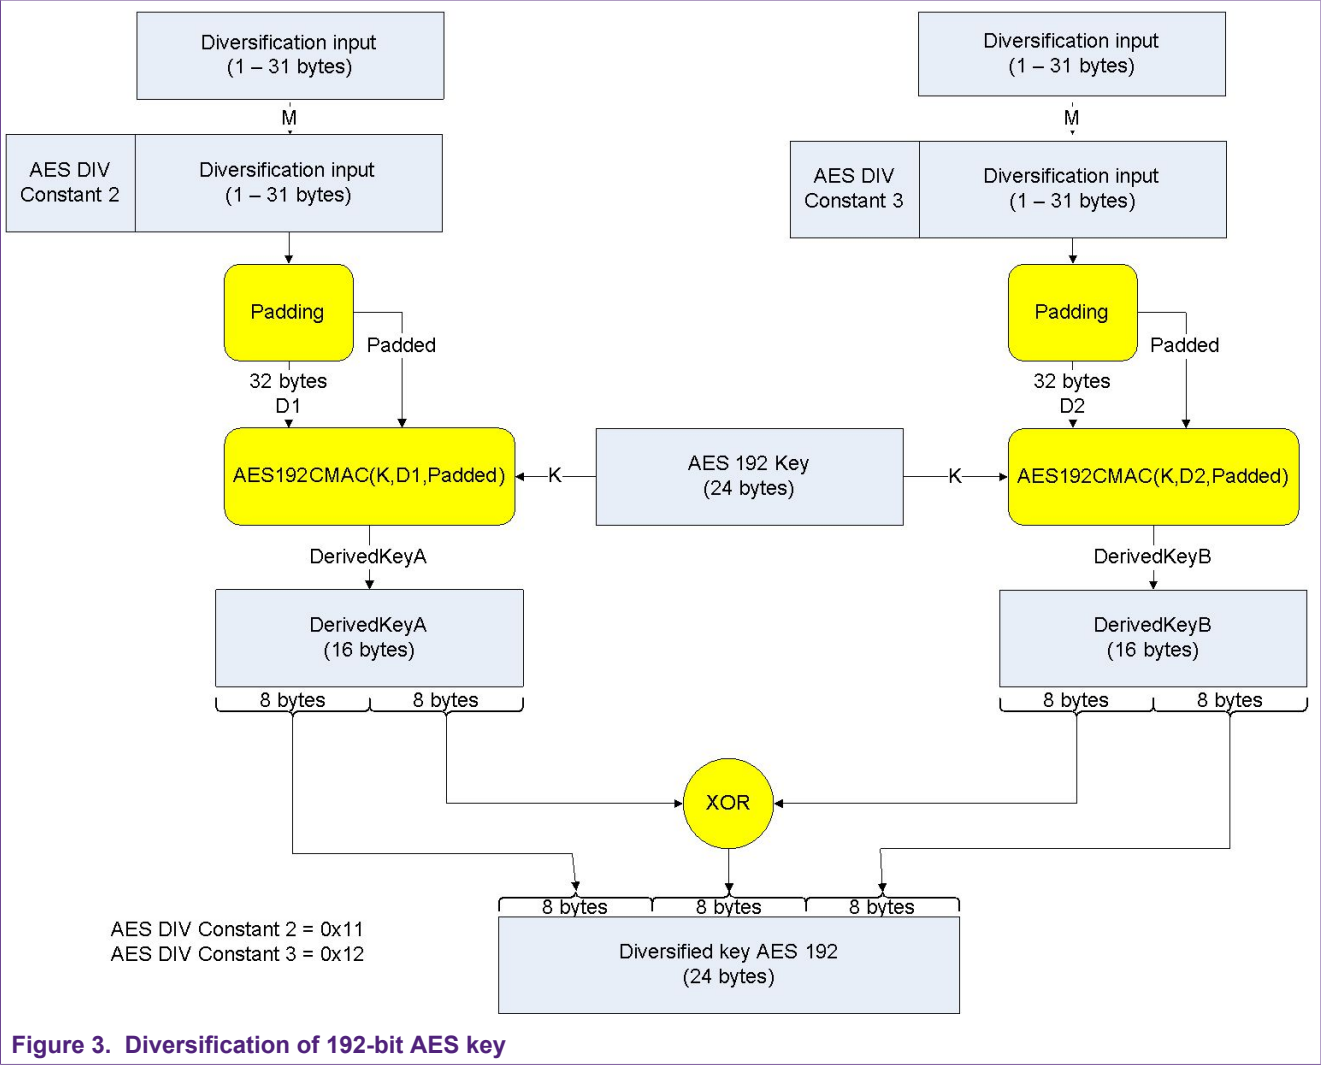 Diversification input
(1 – 31 bytes)
Diversification input
(1 – 31 bytes)
M
M
AES DIV
Constant 2
Diversification input
(1 – 31 bytes)
AES DIV
Constant 3
Diversification input
(1 – 31 bytes)
Padding
Padded
32 bytes
D1
Padding
Padded
32 bytes
D2
AES192CMAC(K,D1,Padded)
K
AES 192 Key
(24 bytes)
K
AES192CMAC(K,D2,Padded)
DerivedKeyA
DerivedKeyB
DerivedKeyA
(16 bytes)
DerivedKeyB
(16 bytes)
8 bytes
8 bytes
8 bytes
8 bytes
XOR
8 bytes
8 bytes
8 bytes
AES DIV Constant 2 = 0x11
AES DIV Constant 3 = 0x12
Diversified key AES 192
(24 bytes)
Figure 3. Diversification of 192-bit AES key